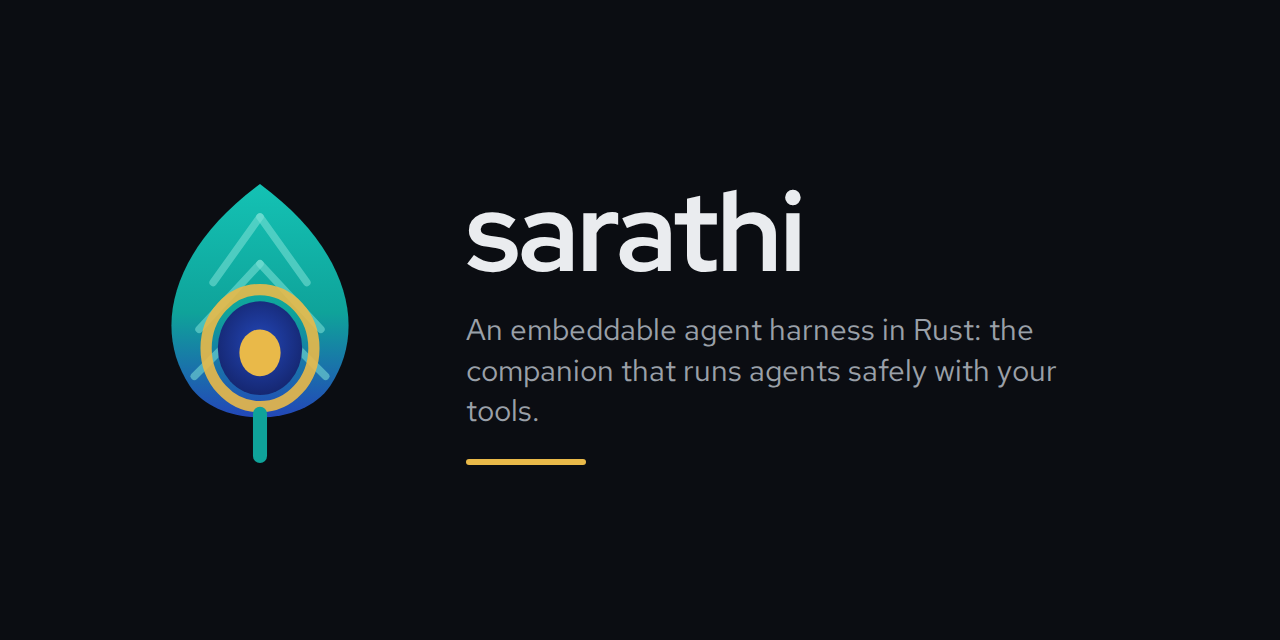 sarathi
An embeddable agent harness in Rust: the
companion that runs agents safely with your
tools.